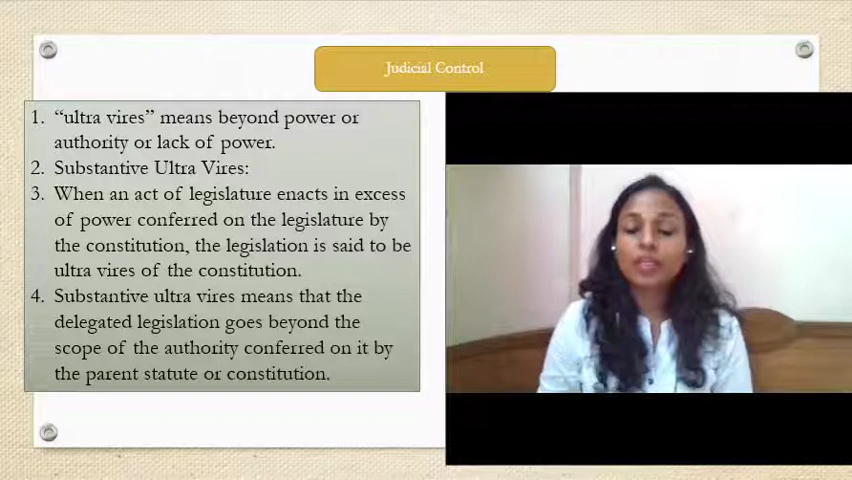 Judicial Control
1. “ultra vires” means beyond power or
authority or lack of power.
2. Substantive Ultra Vires:
3. When an act of legislature enacts in excess
of power conferred on the legislature by
the constitution, the legislation is said to be
ultra vires of the constitution.
4. Substantive ultra vires means that the
delegated legislation goes beyond the
scope of the authority conferred on it by
the parent statute or constitution.